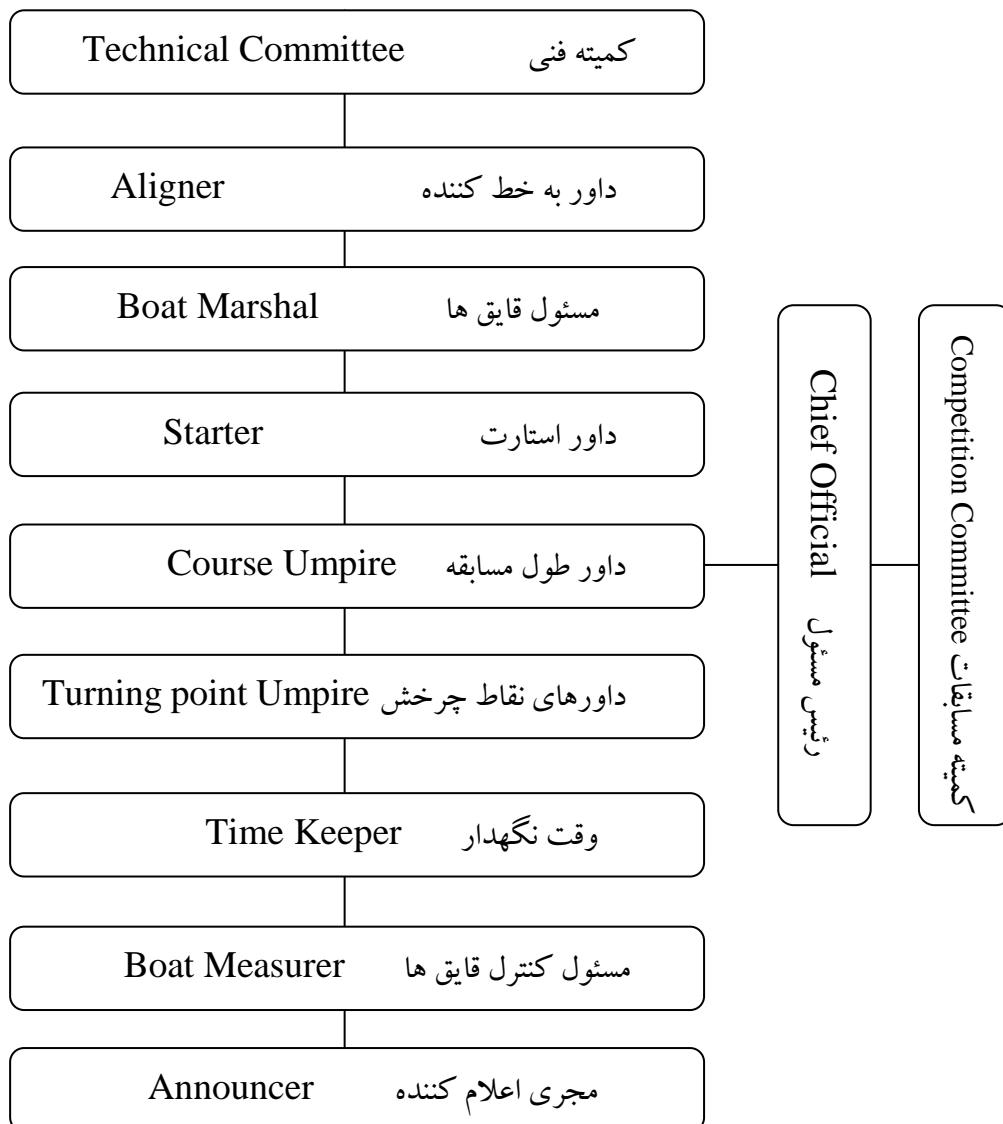 Technical Committee کمیته فنی
Aligner داور به خط کننده
Boat Marshal مسئول قایق ها
Starter داور استارت
Course Umpire داور طول مسابقه
Turning point Umpire داورهای نقاط چرخش
Time Keeper وقت نگهدار
Boat Measurer مسئول کنترل قایق ها
Announcer مجری اعلام کننده
Chief Official رئیس مسئول
Competition Committee کمیته مسابقات